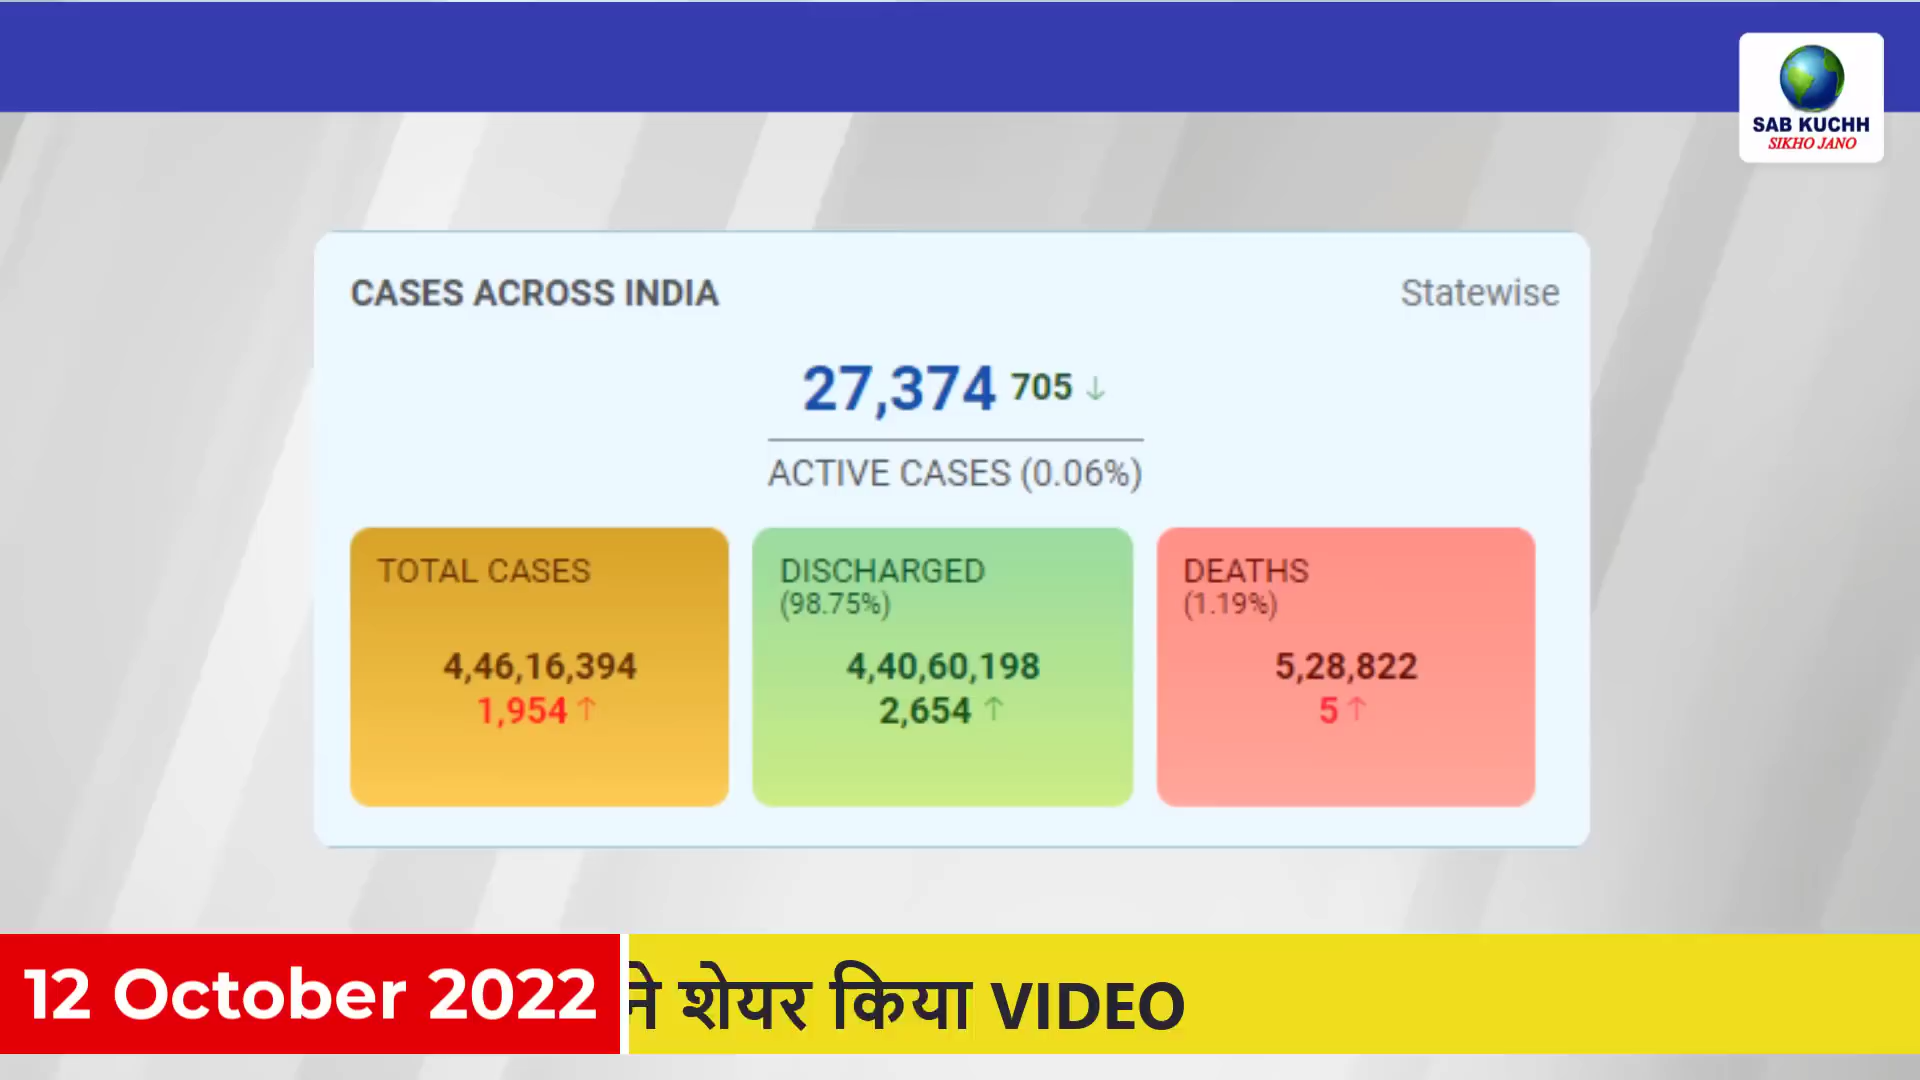 SAB KUCHH
SIKHO JANO
CASES ACROSS INDIA
Statewise
27,374 705 ↓
ACTIVE CASES (0.06%)
TOTAL CASES
4,46,16,394
1,954 ↑
DISCHARGED
(98.75%)
4,40,60,198
2,654 ↑
DEATHS
(1.19%)
5,28,822
5 ↑
12 October 2022
ने शेयर किया VIDEO